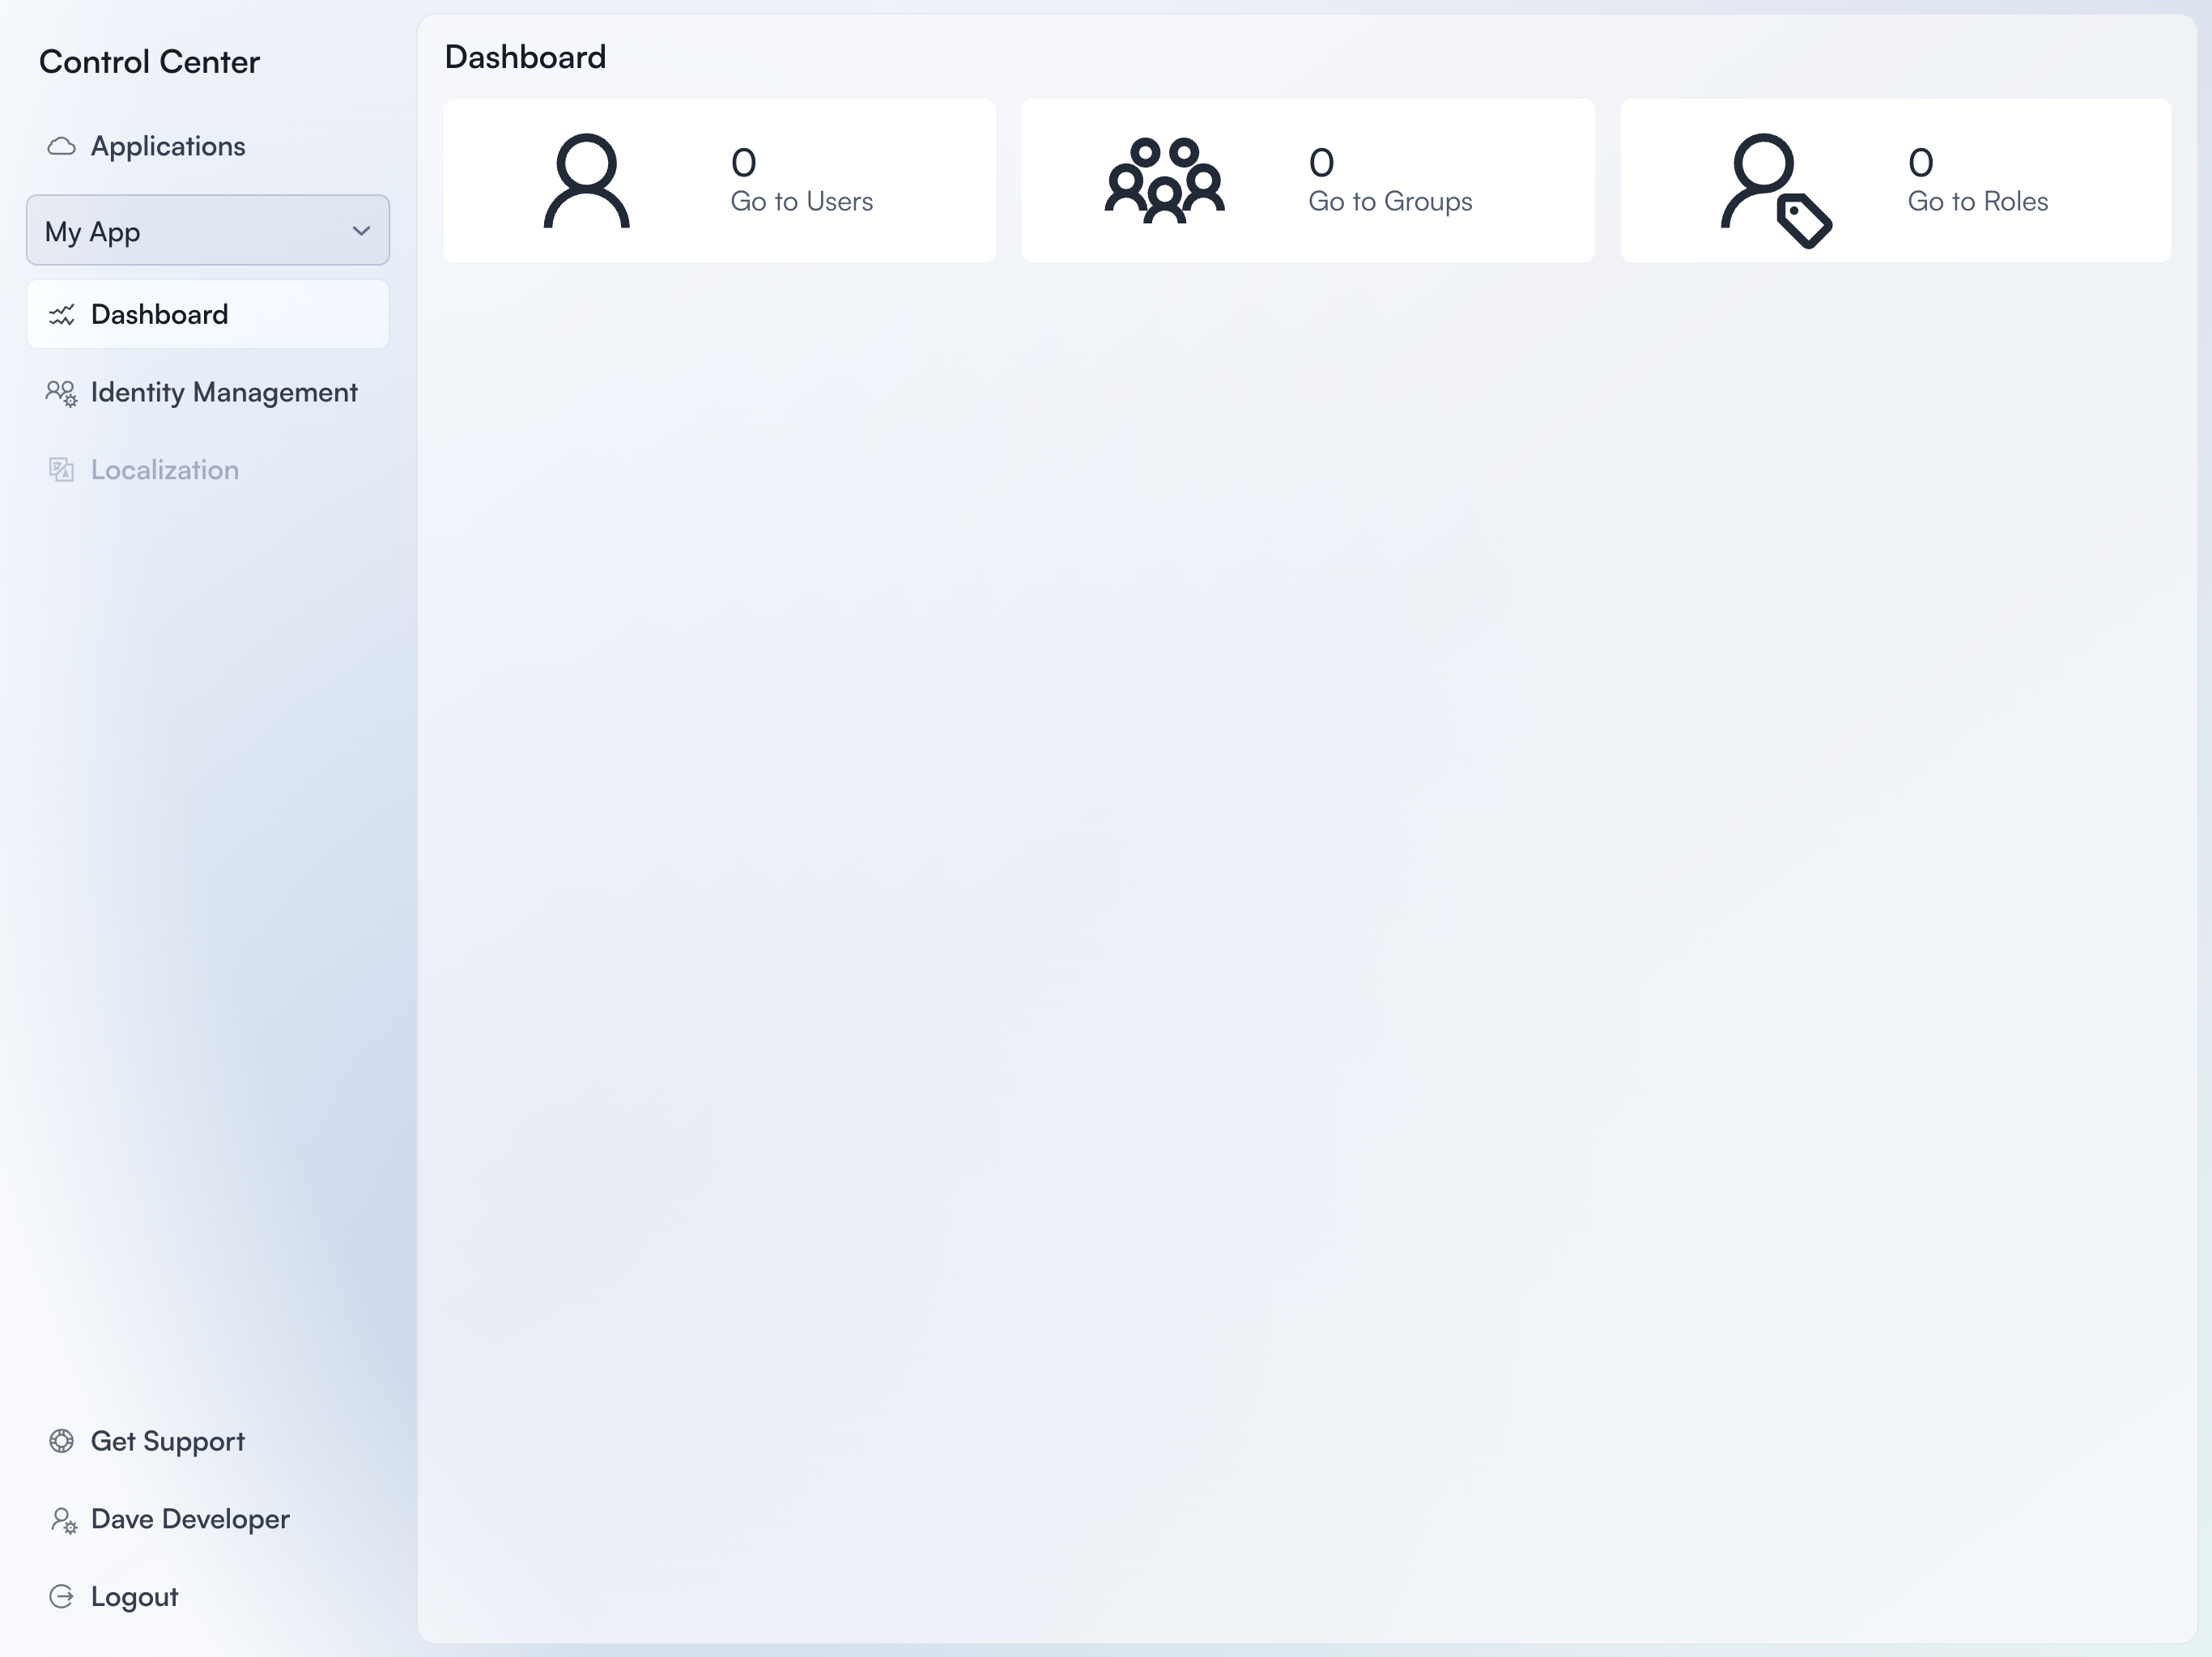 Control Center
Applications
My App
Dashboard
Identity Management
Localization
Get Support
Dave Developer
Logout
Dashboard
0
Go to Users
0
Go to Groups
0
Go to Roles